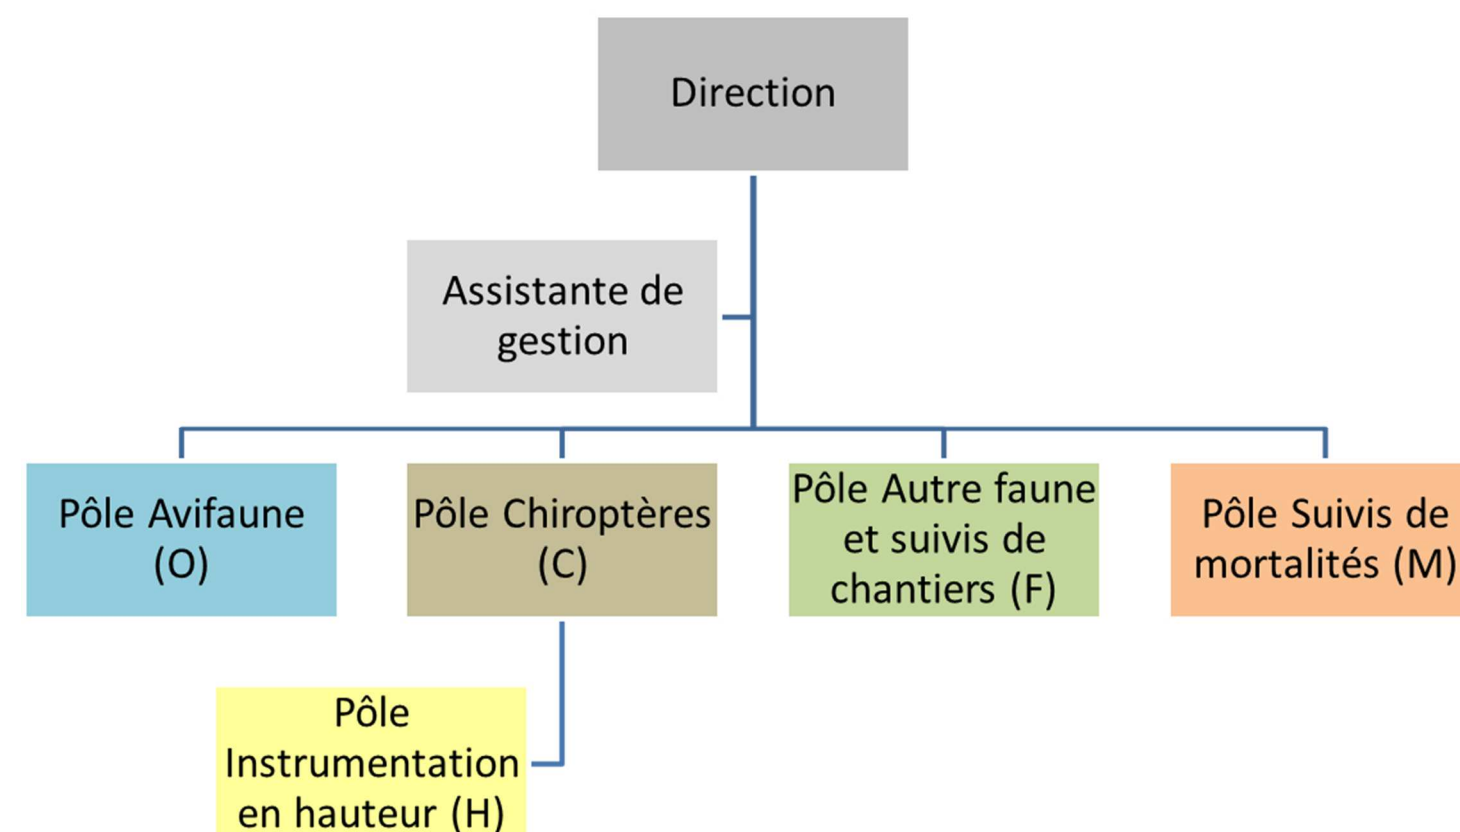 Direction
Assistante de
gestion
Pôle Avifaune
(O)
Pôle Chiroptères
(C)
Pôle Autre faune
et suivis de
chantiers (F)
Pôle Suivis de
mortalités (M)
Pôle
Instrumentation
en hauteur (H)